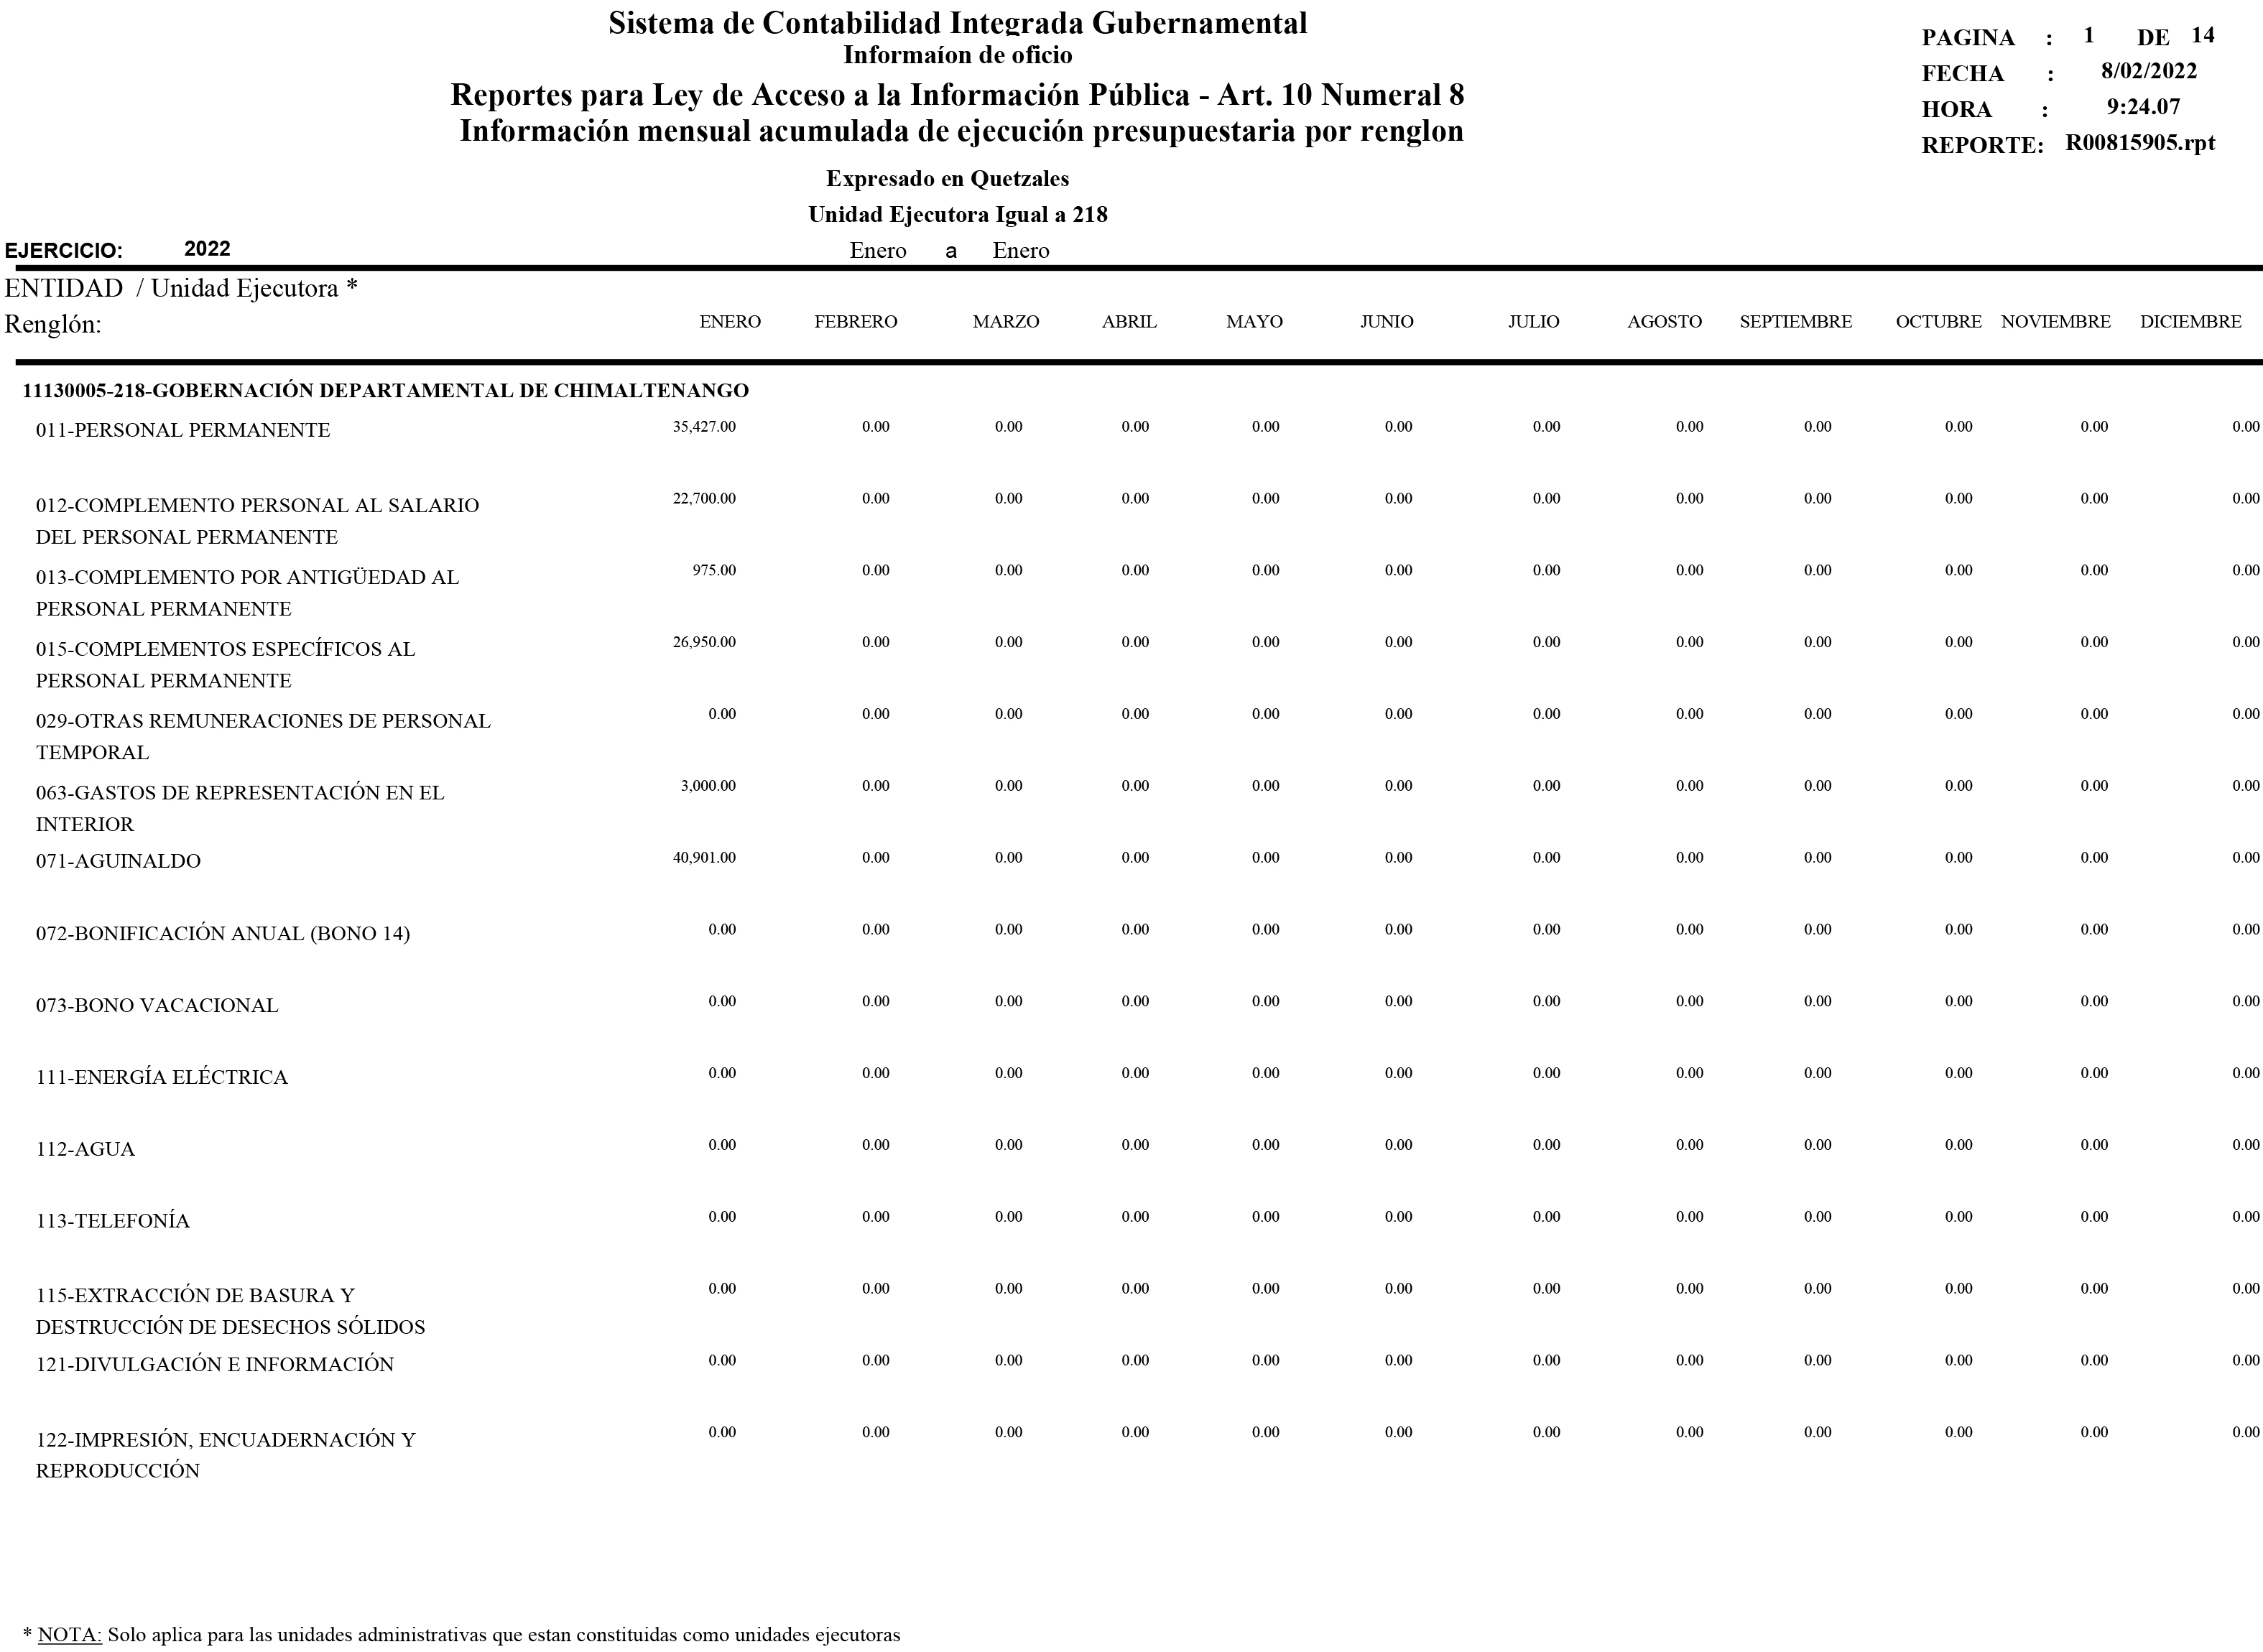 Sistema de Contabilidad Integrada Gubernamental
Informaíon de oficio
Reportes para Ley de Acceso a la Información Pública - Art. 10 Numeral 8
Información mensual acumulada de ejecución presupuestaria por renglon
Expresado en Quetzales
Unidad Ejecutora Igual a 218
PAGINA : 1 DE 14
FECHA : 8/02/2022
HORA : 9:24.07
REPORTE: R00815905.rpt
EJERCICIO: 2022 Enero a Enero
ENTIDAD / Unidad Ejecutora *
Renglón: ENERO FEBRERO MARZO ABRIL MAYO JUNIO JULIO AGOSTO SEPTIEMBRE OCTUBRE NOVIEMBRE DICIEMBRE
11130005-218-GOBERNACIÓN DEPARTAMENTAL DE CHIMALTENANGO
011-PERSONAL PERMANENTE 35,427.00 0.00 0.00 0.00 0.00 0.00 0.00 0.00 0.00 0.00 0.00 0.00
012-COMPLEMENTO PERSONAL AL SALARIO 22,700.00 0.00 0.00 0.00 0.00 0.00 0.00 0.00 0.00 0.00 0.00 0.00
DEL PERSONAL PERMANENTE
013-COMPLEMENTO POR ANTIGÜEDAD AL 975.00 0.00 0.00 0.00 0.00 0.00 0.00 0.00 0.00 0.00 0.00 0.00
PERSONAL PERMANENTE
015-COMPLEMENTOS ESPECÍFICOS AL 26,950.00 0.00 0.00 0.00 0.00 0.00 0.00 0.00 0.00 0.00 0.00 0.00
PERSONAL PERMANENTE
029-OTRAS REMUNERACIONES DE PERSONAL 0.00 0.00 0.00 0.00 0.00 0.00 0.00 0.00 0.00 0.00 0.00 0.00
TEMPORAL
063-GASTOS DE REPRESENTACIÓN EN EL 3,000.00 0.00 0.00 0.00 0.00 0.00 0.00 0.00 0.00 0.00 0.00 0.00
INTERIOR
071-AGUINALDO 40,901.00 0.00 0.00 0.00 0.00 0.00 0.00 0.00 0.00 0.00 0.00 0.00
072-BONIFICACIÓN ANUAL (BONO 14) 0.00 0.00 0.00 0.00 0.00 0.00 0.00 0.00 0.00 0.00 0.00 0.00
073-BONO VACACIONAL 0.00 0.00 0.00 0.00 0.00 0.00 0.00 0.00 0.00 0.00 0.00 0.00
111-ENERGÍA ELÉCTRICA 0.00 0.00 0.00 0.00 0.00 0.00 0.00 0.00 0.00 0.00 0.00 0.00
112-AGUA 0.00 0.00 0.00 0.00 0.00 0.00 0.00 0.00 0.00 0.00 0.00 0.00
113-TELEFONÍA 0.00 0.00 0.00 0.00 0.00 0.00 0.00 0.00 0.00 0.00 0.00 0.00
115-EXTRACCIÓN DE BASURA Y 0.00 0.00 0.00 0.00 0.00 0.00 0.00 0.00 0.00 0.00 0.00 0.00
DESTRUCCIÓN DE DESECHOS SÓLIDOS
121-DIVULGACIÓN E INFORMACIÓN 0.00 0.00 0.00 0.00 0.00 0.00 0.00 0.00 0.00 0.00 0.00 0.00
122-IMPRESIÓN, ENCUADERNACIÓN Y 0.00 0.00 0.00 0.00 0.00 0.00 0.00 0.00 0.00 0.00 0.00 0.00
REPRODUCCIÓN
* NOTA: Solo aplica para las unidades administrativas que estan constituidas como unidades ejecutoras